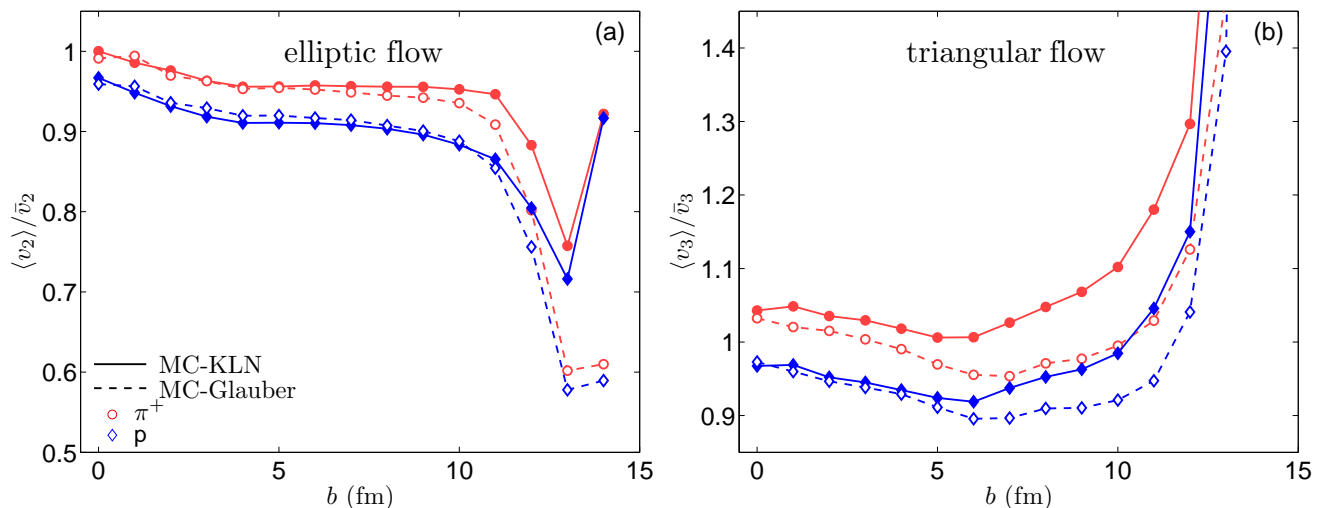 (a)
elliptic flow
⟨v₂⟩/v̄₂
1
0.9
0.8
0.7
0.6
0.5
MC-KLN
MC-Glauber
π⁺
p
0 5 10 15
b (fm)
(b)
triangular flow
⟨v₃⟩/v̄₃
1.4
1.3
1.2
1.1
1
0.9
0 5 10 15
b (fm)